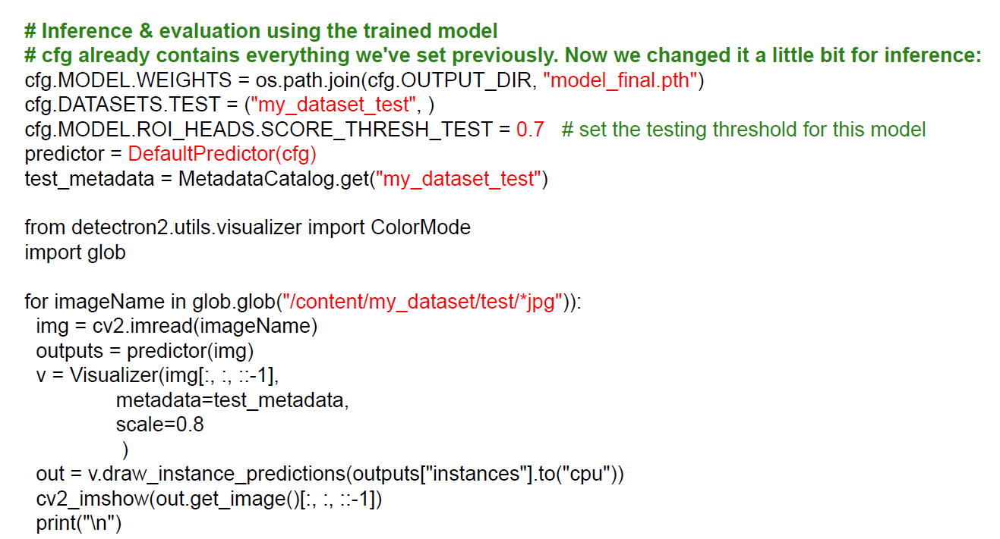 # Inference & evaluation using the trained model
# cfg already contains everything we've set previously. Now we changed it a little bit for inference:
cfg.MODEL.WEIGHTS = os.path.join(cfg.OUTPUT_DIR, "model_final.pth")
cfg.DATASETS.TEST = ("my_dataset_test", )
cfg.MODEL.ROI_HEADS.SCORE_THRESH_TEST = 0.7   # set the testing threshold for this model
predictor = DefaultPredictor(cfg)
test_metadata = MetadataCatalog.get("my_dataset_test")

from detectron2.utils.visualizer import ColorMode
import glob

for imageName in glob.glob("/content/my_dataset/test/*jpg")):
  img = cv2.imread(imageName)
  outputs = predictor(img)
  v = Visualizer(img[:, :, ::-1],
                metadata=test_metadata,
                scale=0.8
                 )
  out = v.draw_instance_predictions(outputs["instances"].to("cpu"))
  cv2_imshow(out.get_image()[:, :, ::-1])
  print("\n")